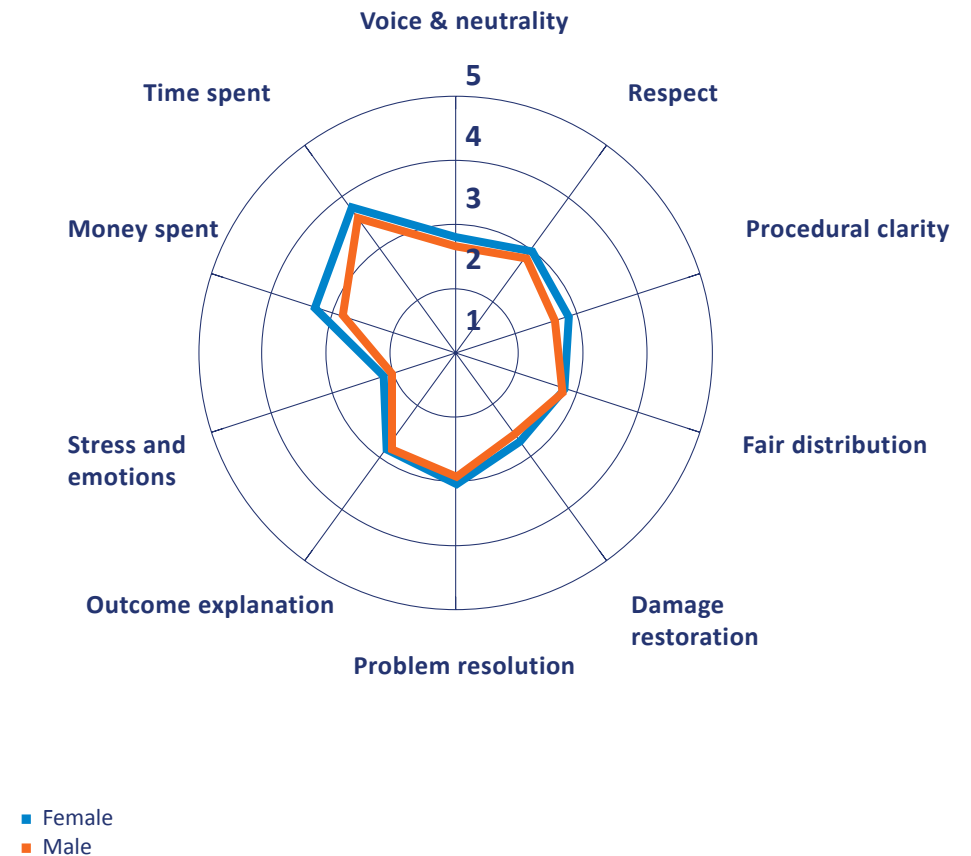 Voice & neutrality
5
Time spent
Respect
4
3
Money spent
Procedural clarity
2
1
Stress and
emotions
Fair distribution
Outcome explanation
Damage
restoration
Problem resolution
Female
Male